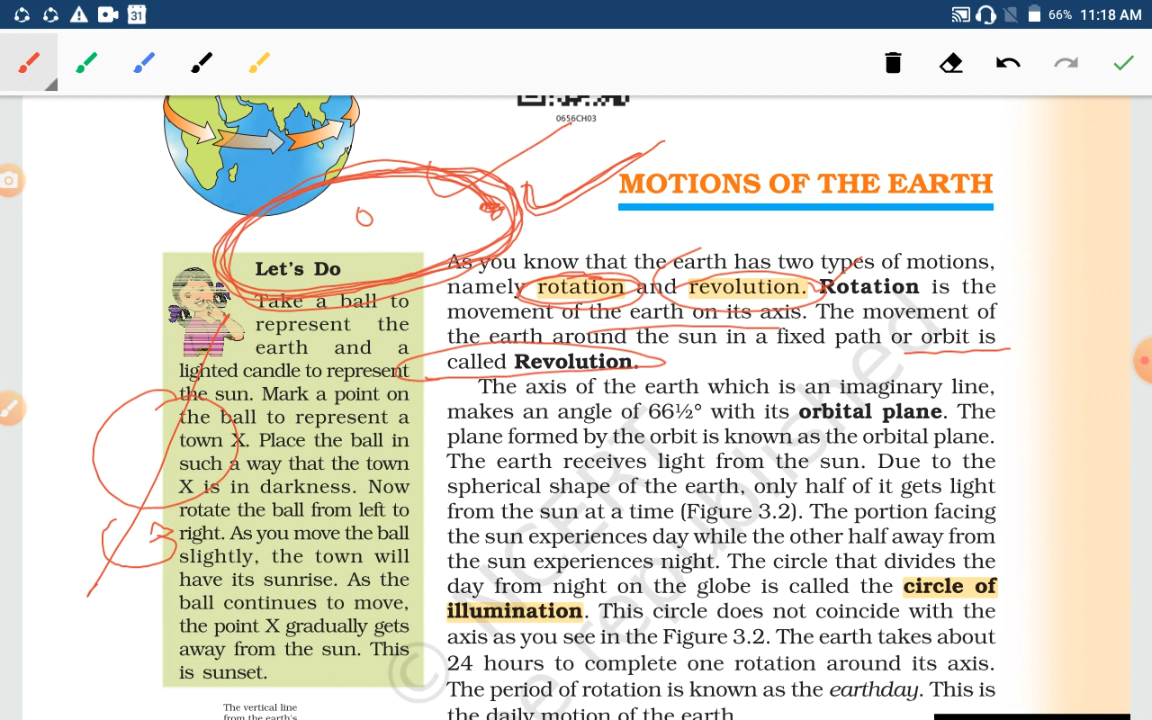 31
66% 11:18 AM
0656CH03
MOTIONS OF THE EARTH
Let's Do
Take a ball to
represent the
earth and a
lighted candle to represent
the sun. Mark a point on
the ball to represent a
town X. Place the ball in
such a way that the town
X is in darkness. Now
rotate the ball from left to
right. As you move the ball
slightly, the town will
have its sunrise. As the
ball continues to move,
the point X gradually gets
away from the sun. This
is sunset.
The vertical line
from the earth's
As you know that the earth has two types of motions,
namely rotation and revolution. Rotation is the
movement of the earth on its axis. The movement of
the earth around the sun in a fixed path or orbit is
called Revolution.
The axis of the earth which is an imaginary line,
makes an angle of 66½° with its orbital plane. The
plane formed by the orbit is known as the orbital plane.
The earth receives light from the sun. Due to the
spherical shape of the earth, only half of it gets light
from the sun at a time (Figure 3.2). The portion facing
the sun experiences day while the other half away from
the sun experiences night. The circle that divides the
day from night on the globe is called the circle of
illumination. This circle does not coincide with the
axis as you see in the Figure 3.2. The earth takes about
24 hours to complete one rotation around its axis.
The period of rotation is known as the earthday. This is
the daily motion of the earth.
© NCERT
republished